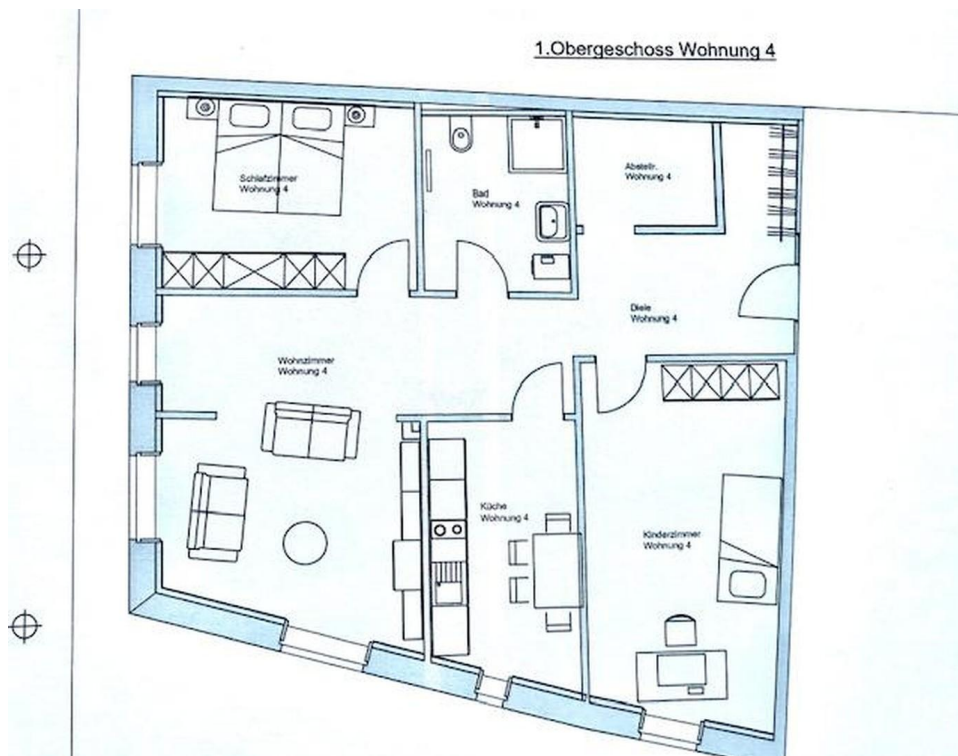 1.Obergeschoss Wohnung 4
Schlafzimmer
Wohnung 4
Bad
Wohnung 4
Abstellr.
Wohnung 4
Diele
Wohnung 4
Wohnzimmer
Wohnung 4
Küche
Wohnung 4
Kinderzimmer
Wohnung 4